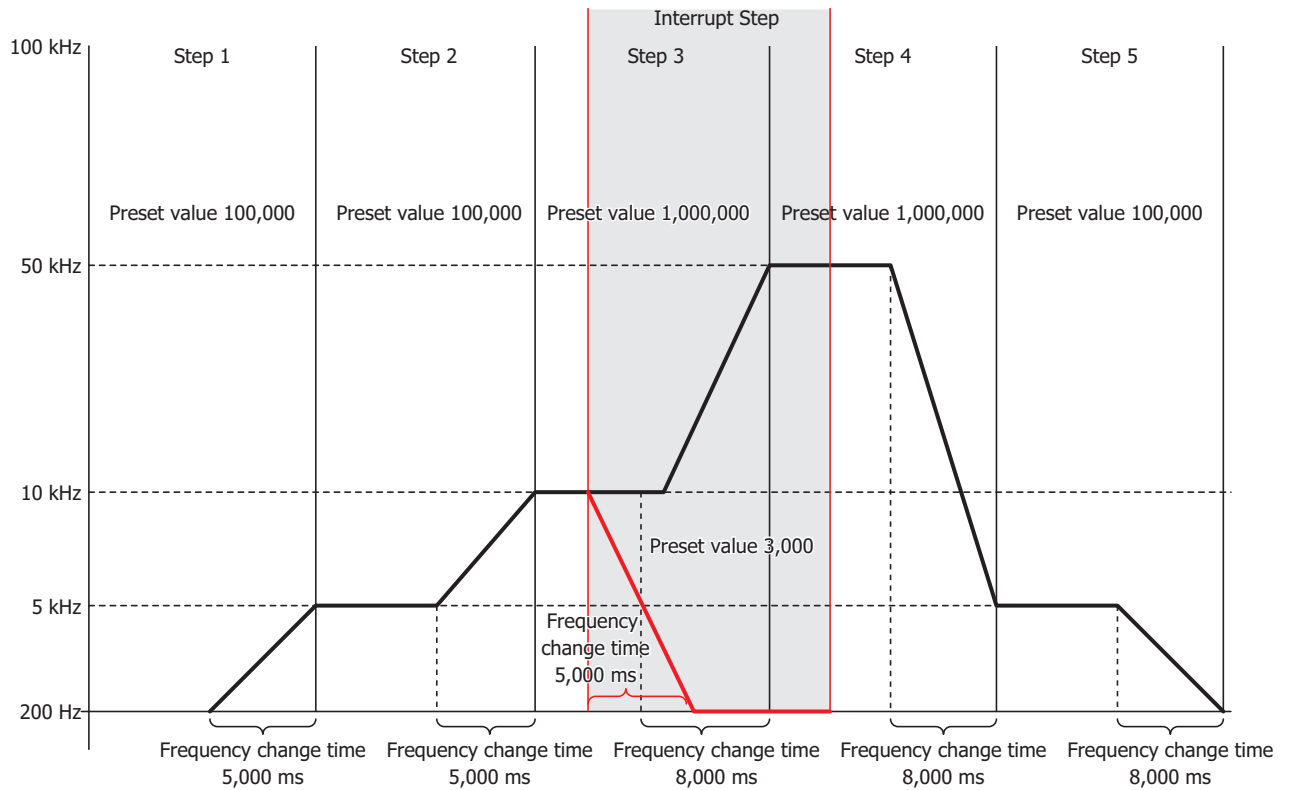 Interrupt Step
100 kHz
Step 1
Step 2
Step 3
Step 4
Step 5
Preset value 100,000
Preset value 100,000
Preset value 1,000,000
Preset value 1,000,000
Preset value 100,000
50 kHz
10 kHz
Preset value 3,000
5 kHz
Frequency
change time
5,000 ms
200 Hz
Frequency change time
5,000 ms
Frequency change time
5,000 ms
Frequency change time
8,000 ms
Frequency change time
8,000 ms
Frequency change time
8,000 ms